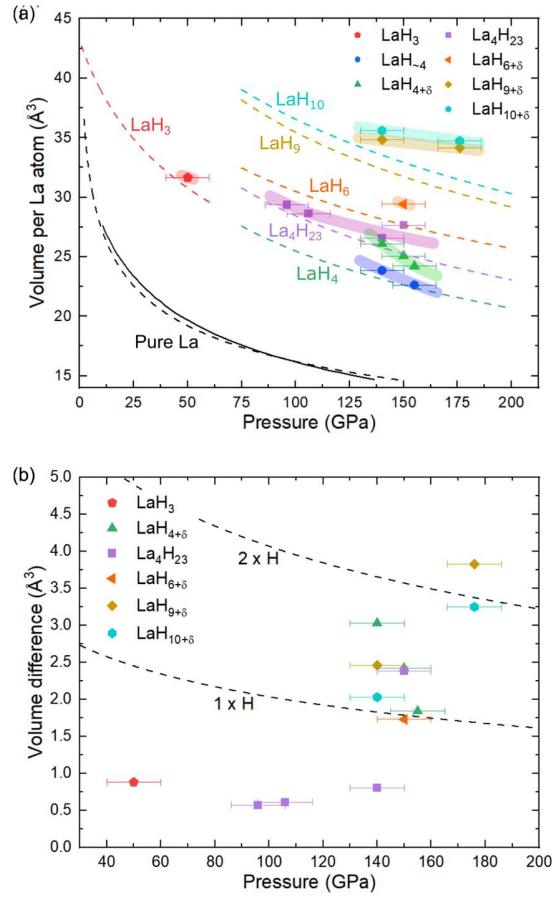 (a)
LaH3 La4H23
LaH~4 LaH6+δ
LaH4+δ LaH9+δ
LaH10+δ
45
40
35
30
25
20
15
Volume per La atom (Å³)
LaH3
LaH10
LaH9
LaH6
La4H23
LaH4
Pure La
0 25 50 75 100 125 150 175 200
Pressure (GPa)
(b)
5.0
4.5
4.0
3.5
3.0
2.5
2.0
1.5
1.0
0.5
0.0
Volume difference (Å³)
LaH3
LaH4+δ
La4H23
LaH6+δ
LaH9+δ
LaH10+δ
2 x H
1 x H
40 60 80 100 120 140 160 180 200
Pressure (GPa)